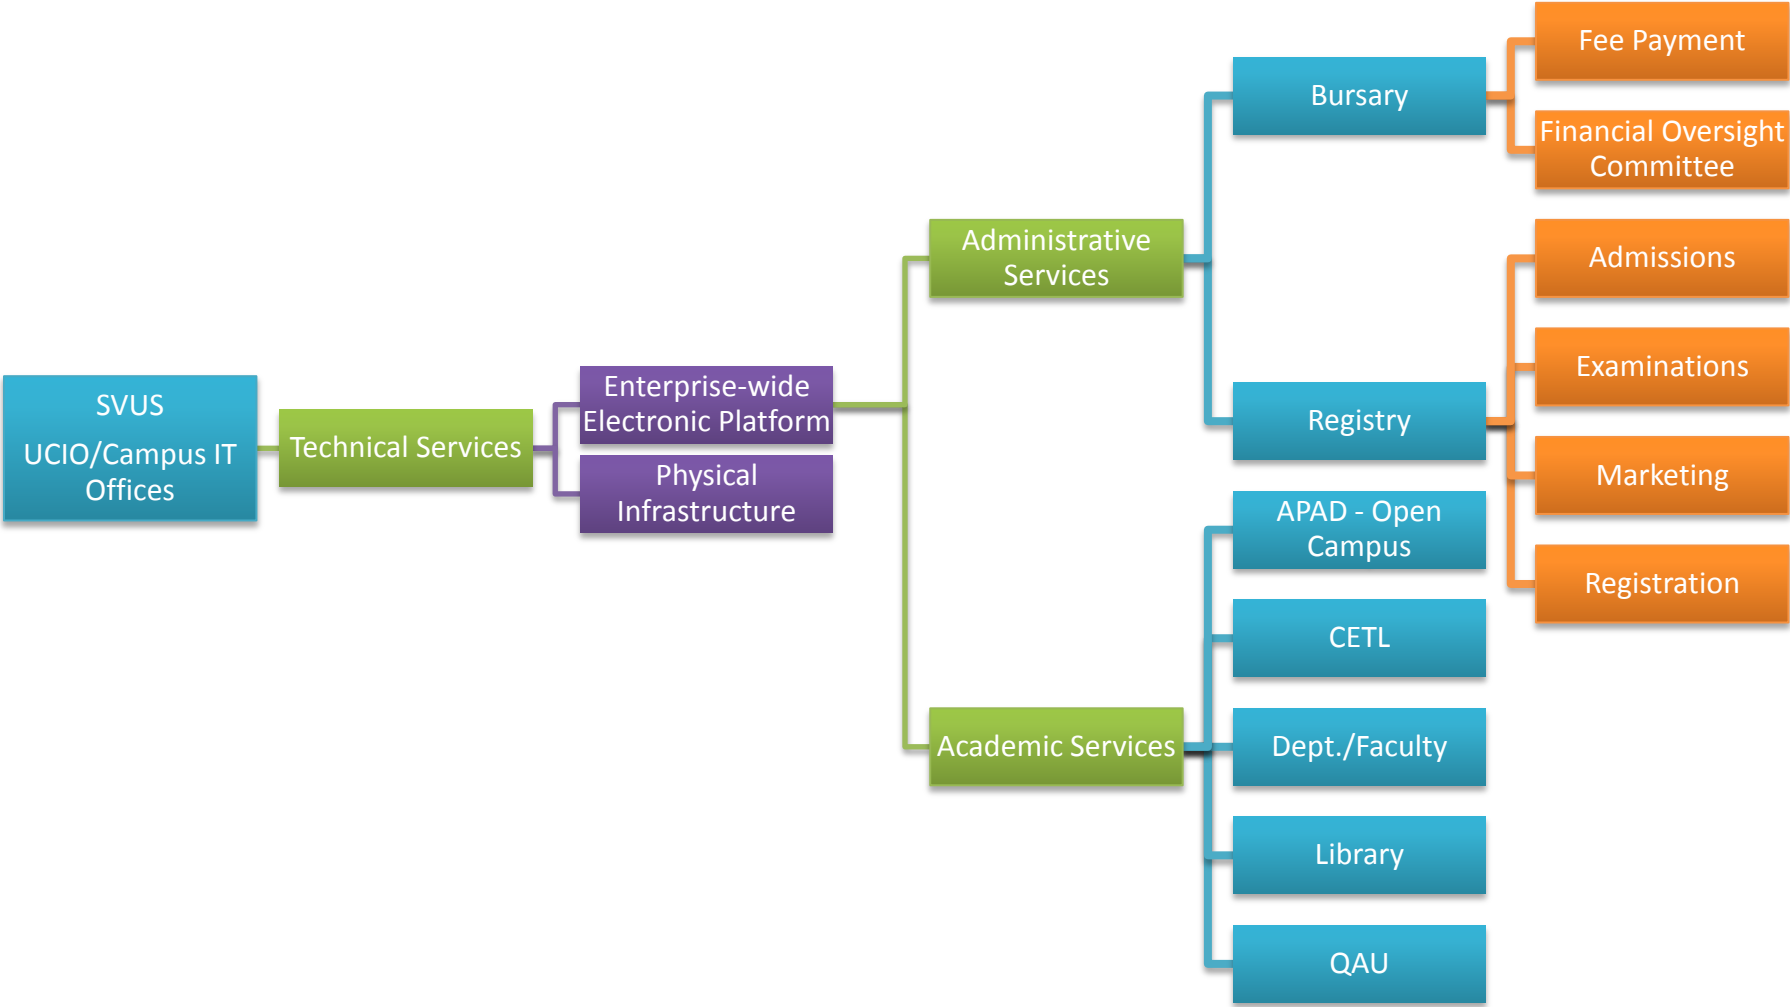 SVUS
UCIO/Campus IT
Offices
Technical Services
Enterprise-wide
Electronic Platform
Physical
Infrastructure
Administrative
Services
Academic Services
Bursary
Registry
APAD - Open
Campus
CETL
Dept./Faculty
Library
QAU
Fee Payment
Financial Oversight
Committee
Admissions
Examinations
Marketing
Registration